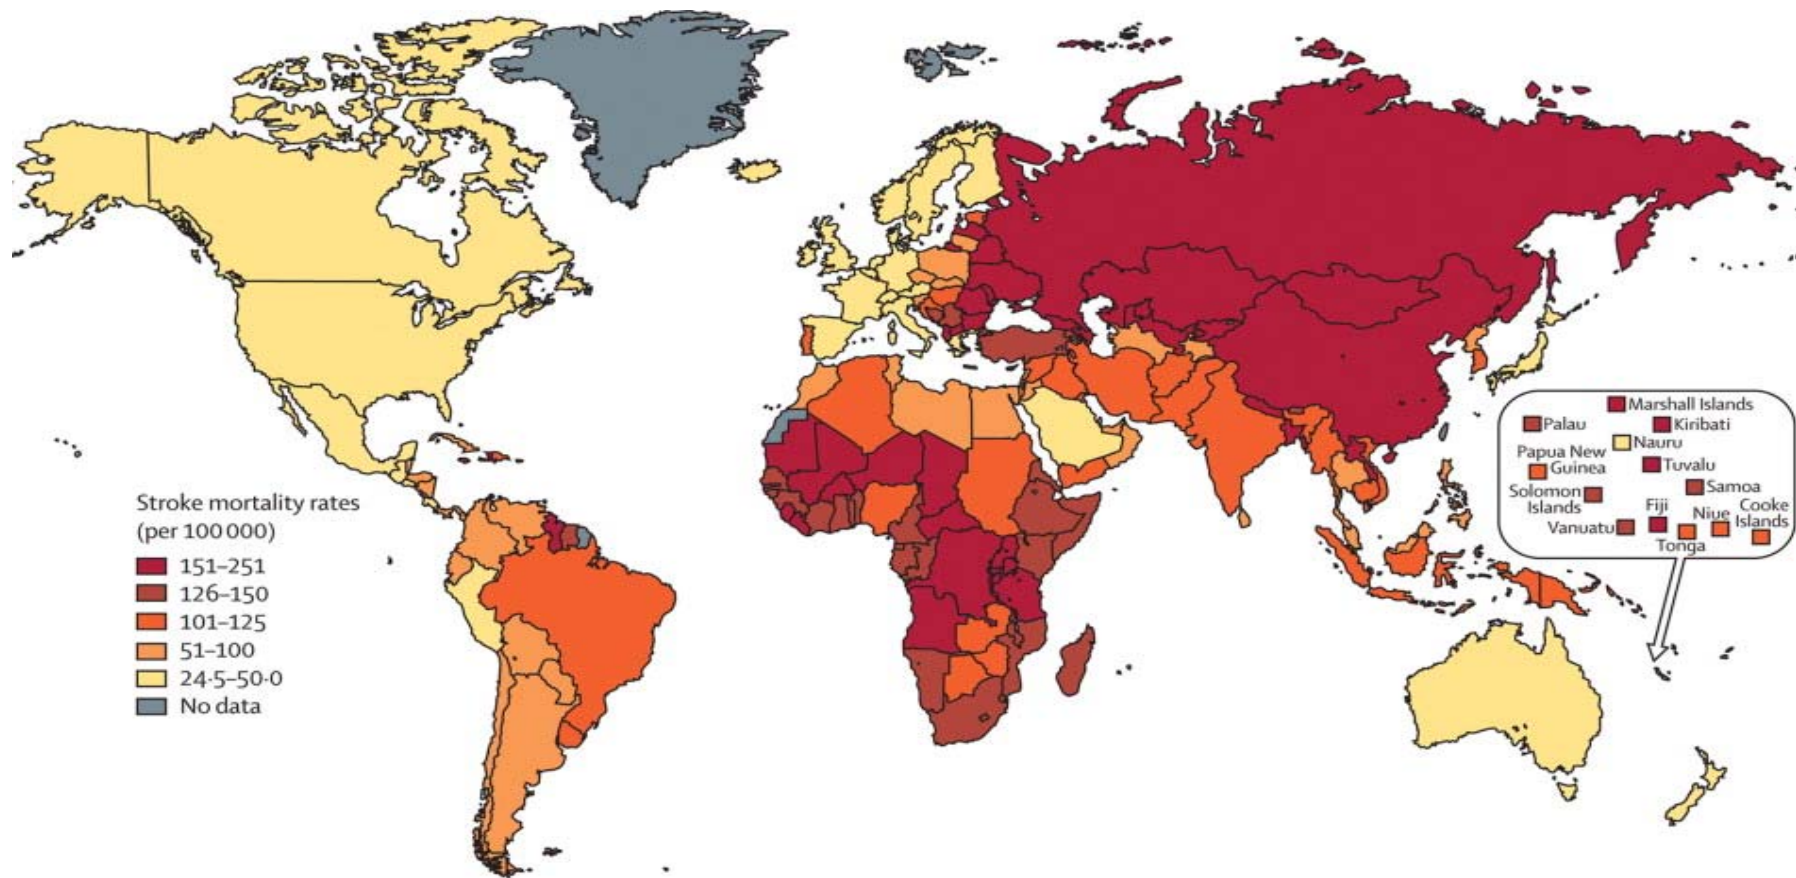 Stroke mortality rates
(per 100 000)
151–251
126–150
101–125
51–100
24·5–50·0
No data
Marshall Islands
Palau
Kiribati
Nauru
Papua New
Guinea
Tuvalu
Solomon
Islands
Samoa
Fiji
Niue
Cooke
Islands
Vanuatu
Tonga